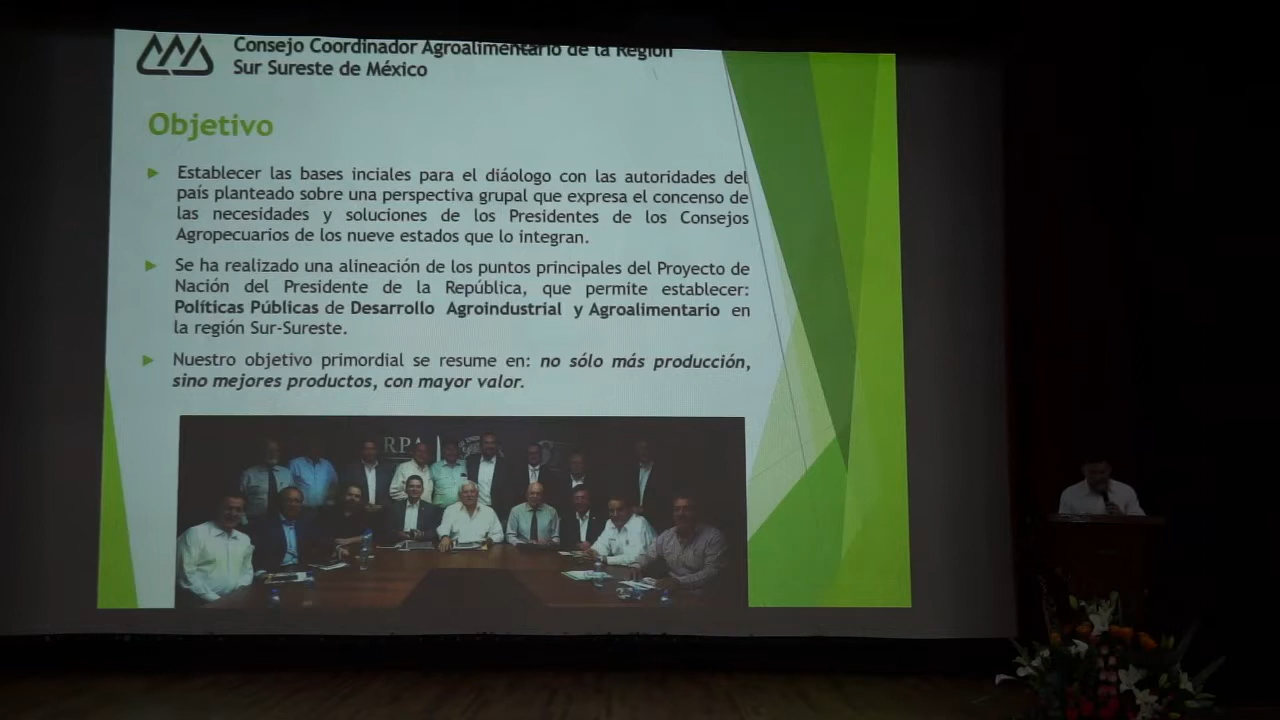 Consejo Coordinador Agroalimentario de la Región
Sur Sureste de México
Objetivo
Establecer las bases inciales para el diáologo con las autoridades del
país planteado sobre una perspectiva grupal que expresa el concenso de
las necesidades y soluciones de los Presidentes de los Consejos
Agropecuarios de los nueve estados que lo integran.
Se ha realizado una alineación de los puntos principales del Proyecto de
Nación del Presidente de la República, que permite establecer:
Políticas Públicas de Desarrollo Agroindustrial y Agroalimentario en
la región Sur-Sureste.
Nuestro objetivo primordial se resume en: no sólo más producción,
sino mejores productos, con mayor valor.